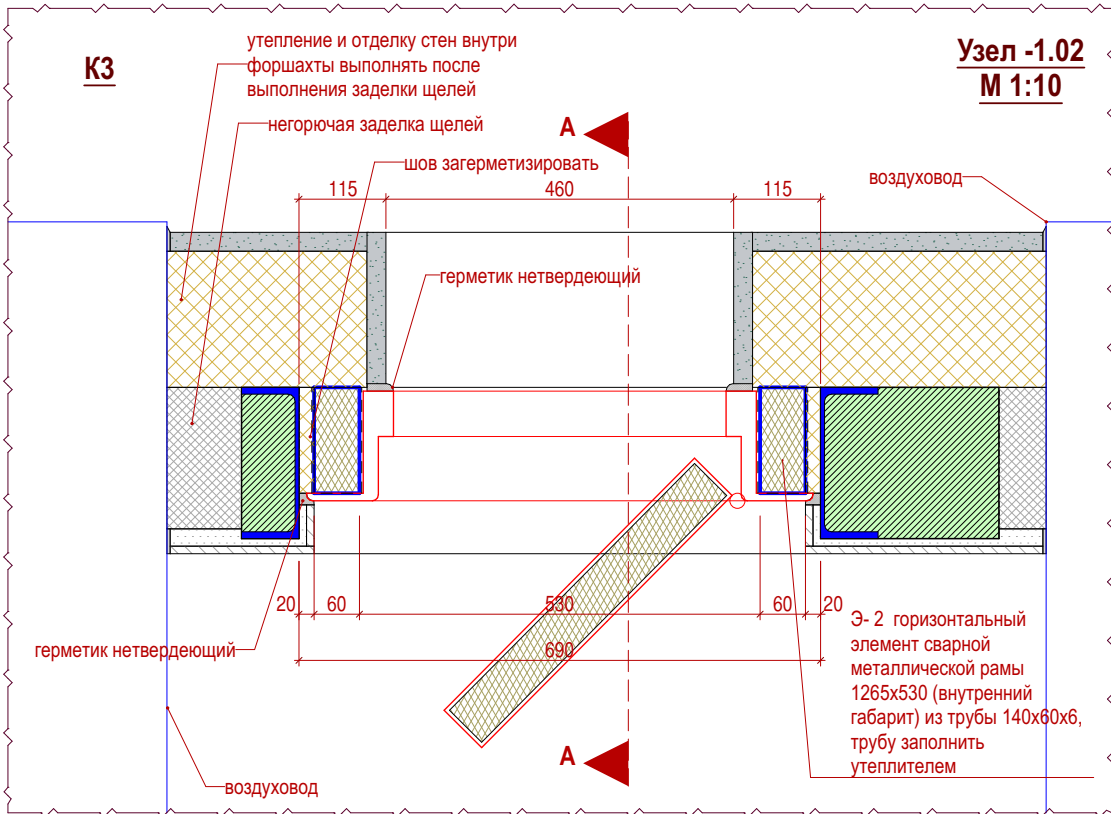 К3
утепление и отделку стен внутри
форшахты выполнять после
выполнения заделки щелей
негорючая заделка щелей
шов загерметизировать
Узел -1.02
М 1:10
А
воздуховод
115
460
115
герметик нетвердеющий
20
60
530
60
20
690
герметик нетвердеющий
Э- 2 горизонтальный
элемент сварной
металлической рамы
1265х530 (внутренний
габарит) из трубы 140х60х6,
трубу заполнить
утеплителем
А
воздуховод